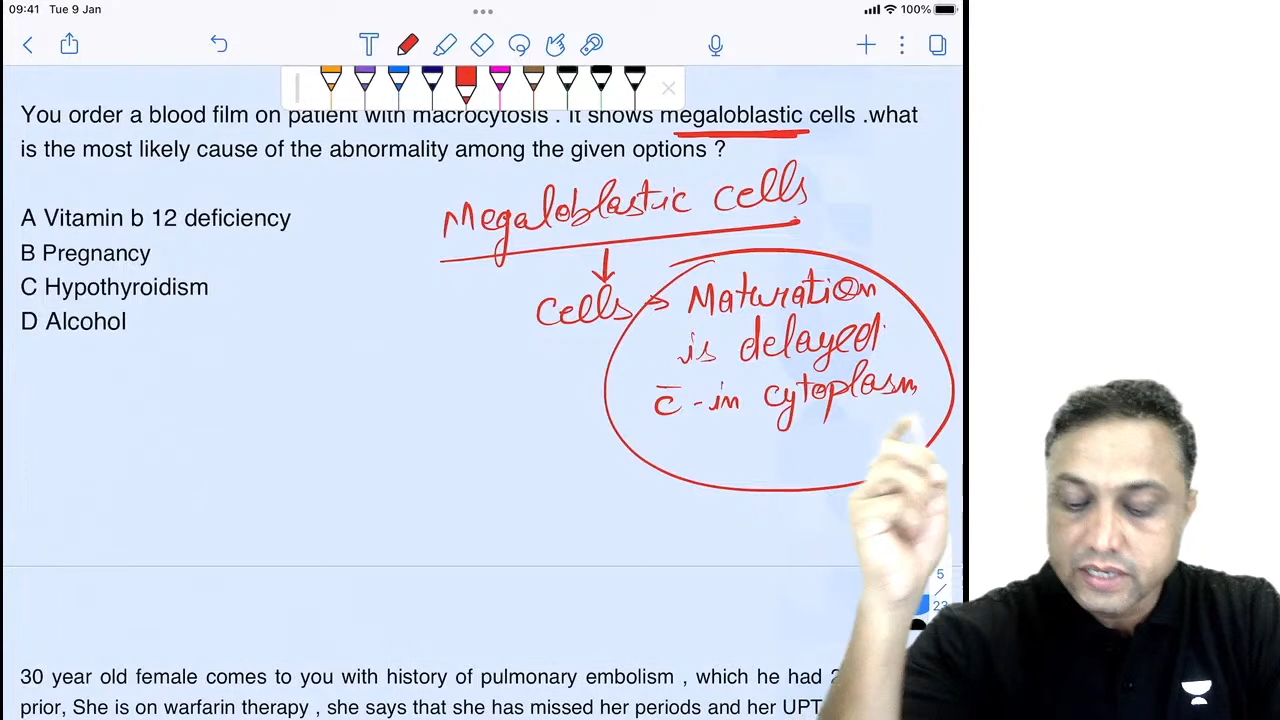 09:41 Tue 9 Jan
100%
T
You order a blood film on patient with macrocytosis . It shows megaloblastic cells .what
is the most likely cause of the abnormality among the given options ?
Megaloblastic cells
A Vitamin b 12 deficiency
B Pregnancy
C Hypothyroidism
D Alcohol
Cells → Maturation
is delayed
c̄ - in cytoplasm
5
/
23
30 year old female comes to you with history of pulmonary embolism , which he had 2
prior, She is on warfarin therapy , she says that she has missed her periods and her UPT